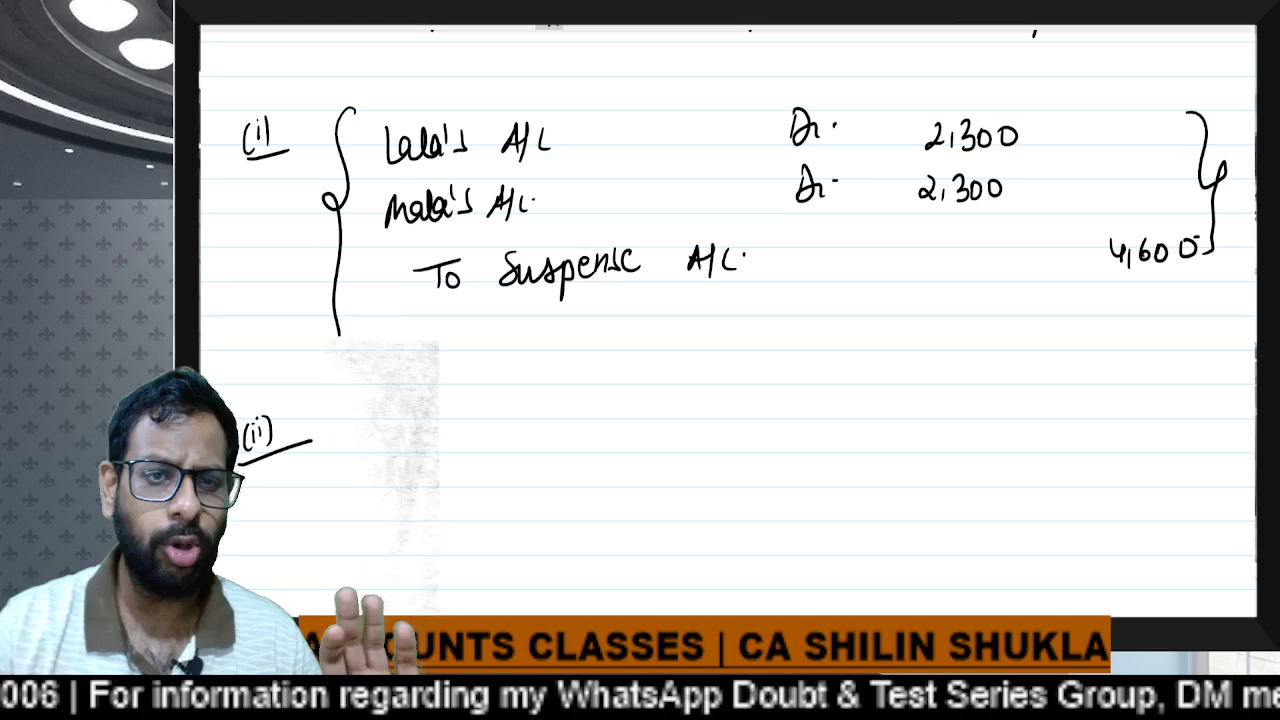 (i)
Lala's A/C Dr. 2,300
Mala's A/C. Dr. 2,300
To Suspense A/C. 4,600
(ii)
UNTS CLASSES | CA SHILIN SHUKLA
006 | For information regarding my WhatsApp Doubt & Test Series Group, DM me